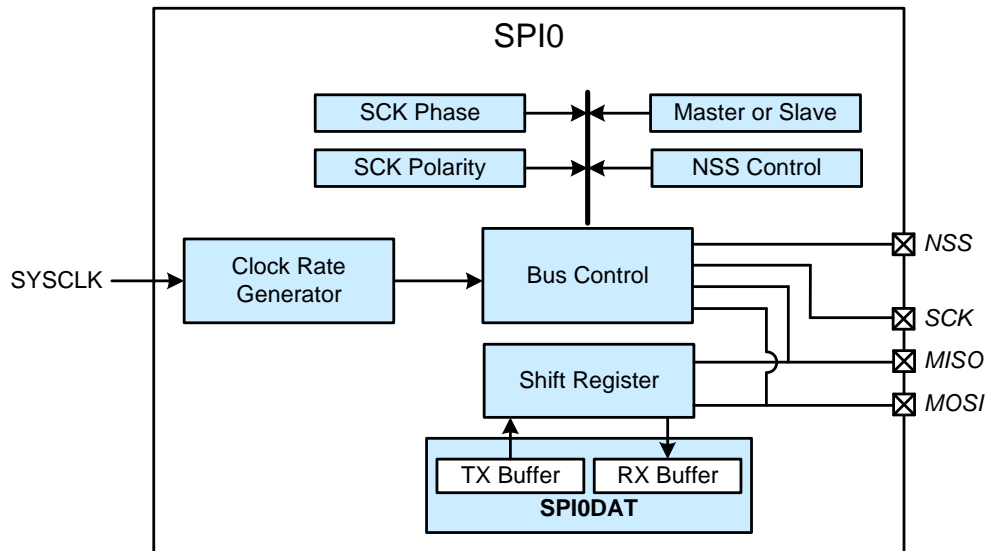 SPI0
SCK Phase
Master or Slave
SCK Polarity
NSS Control
SYSCLK
Clock Rate
Generator
Bus Control
NSS
SCK
MISO
MOSI
Shift Register
TX Buffer
RX Buffer
SPI0DAT